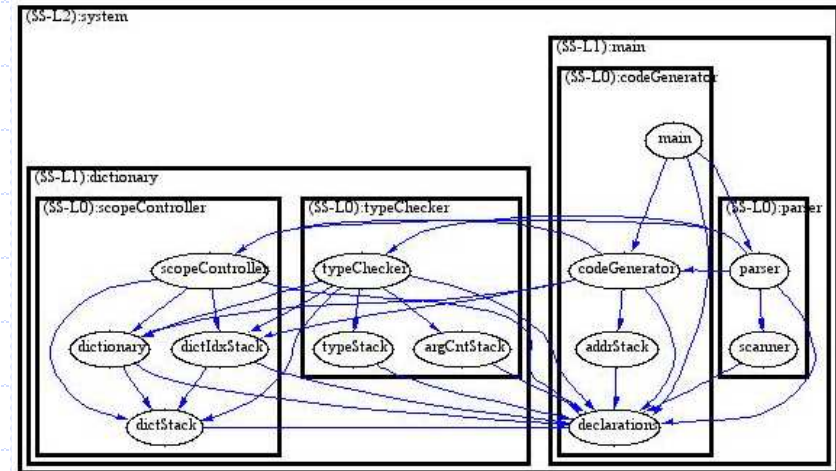 (SS-L2):system
(SS-L1):main
(SS-L0):codeGenerator
main
(SS-L1):dictionary
(SS-L0):scopeController
(SS-L0):typeChecker
(SS-L0):parser
scopeController
typeChecker
codeGenerator
parser
dictionary
dictIdxStack
typeStack
argCntStack
addrStack
scanner
dictStack
declarations